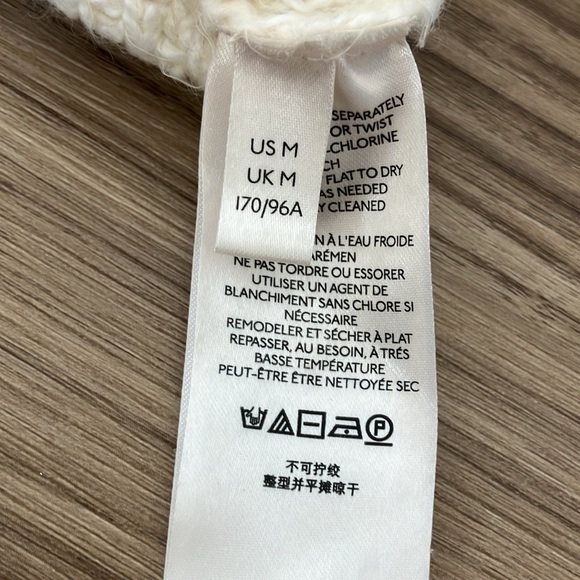 US M
UK M
170/96A
SEPARATELY
OR TWIST
-CHLORINE
CH
FLAT TO DRY
AS NEEDED
Y CLEANED
N À L'EAU FROIDE
ARÉMEN
NE PAS TORDRE OU ESSORER
UTILISER UN AGENT DE
BLANCHIMENT SANS CHLORE SI
NÉCESSAIRE
REMODELER ET SÉCHER À PLAT
REPASSER, AU BESOIN, À TRÉS
BASSE TEMPÉRATURE
PEUT-ÊTRE ÊTRE NETTOYÉE SEC
P
不可拧绞
整型并平摊晾干